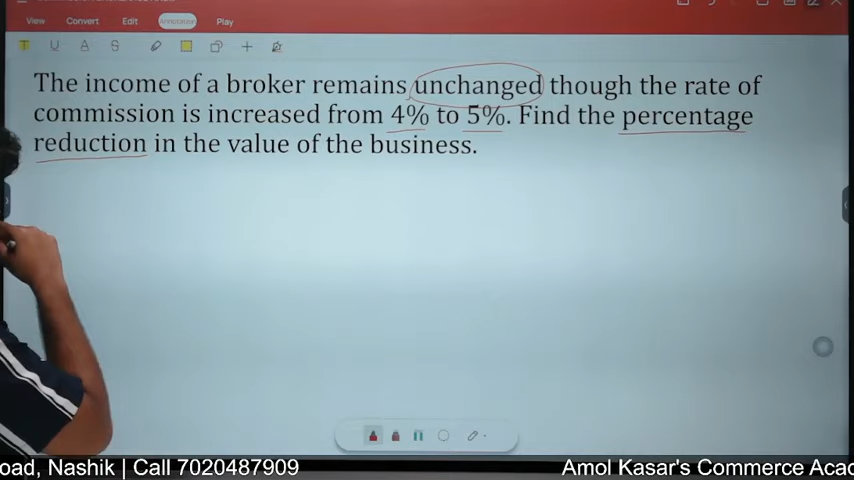 View Convert Edit Annotation Play
T U A S
The income of a broker remains unchanged though the rate of
commission is increased from 4% to 5%. Find the percentage
reduction in the value of the business.
oad, Nashik | Call 7020487909 Amol Kasar's Commerce Acad